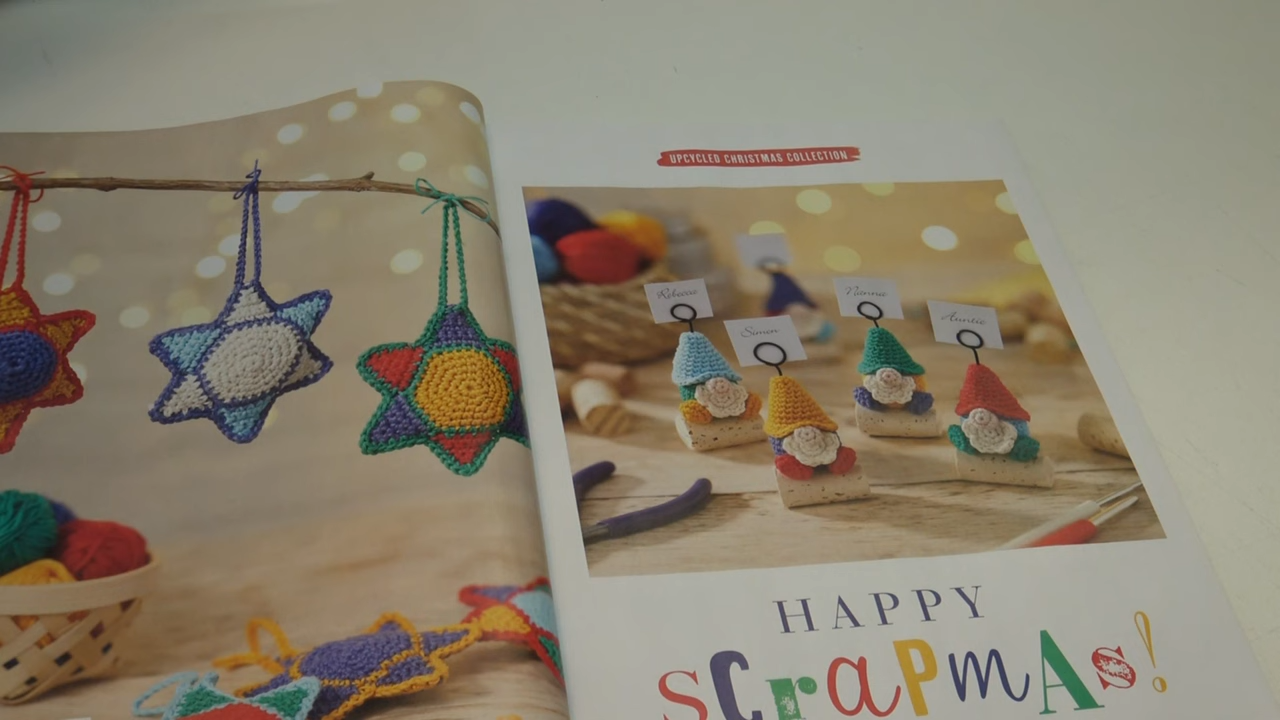 UPCYCLED CHRISTMAS COLLECTION
Rebecca
Simon
Nanna
Auntie
HAPPY
SCraPmAs!